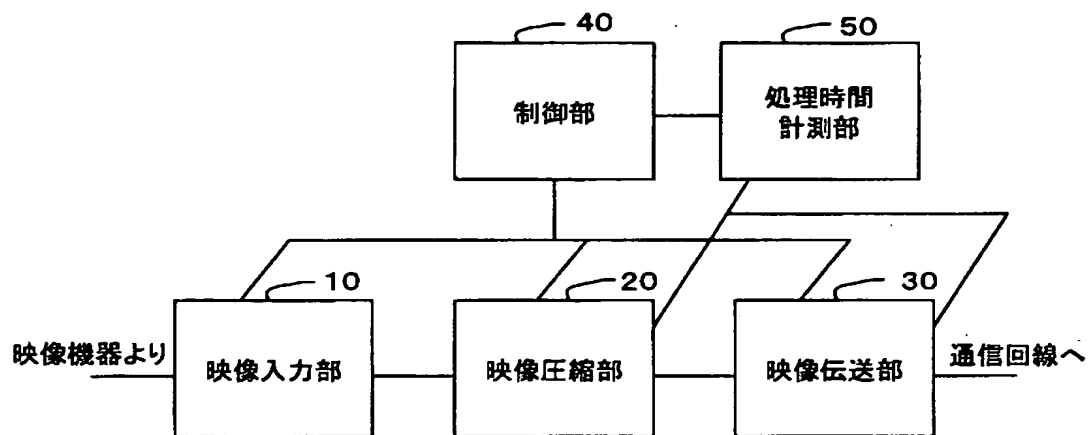 40
50
制御部
処理時間
計測部
10
20
30
映像機器より
映像入力部
映像圧縮部
映像伝送部
通信回線へ